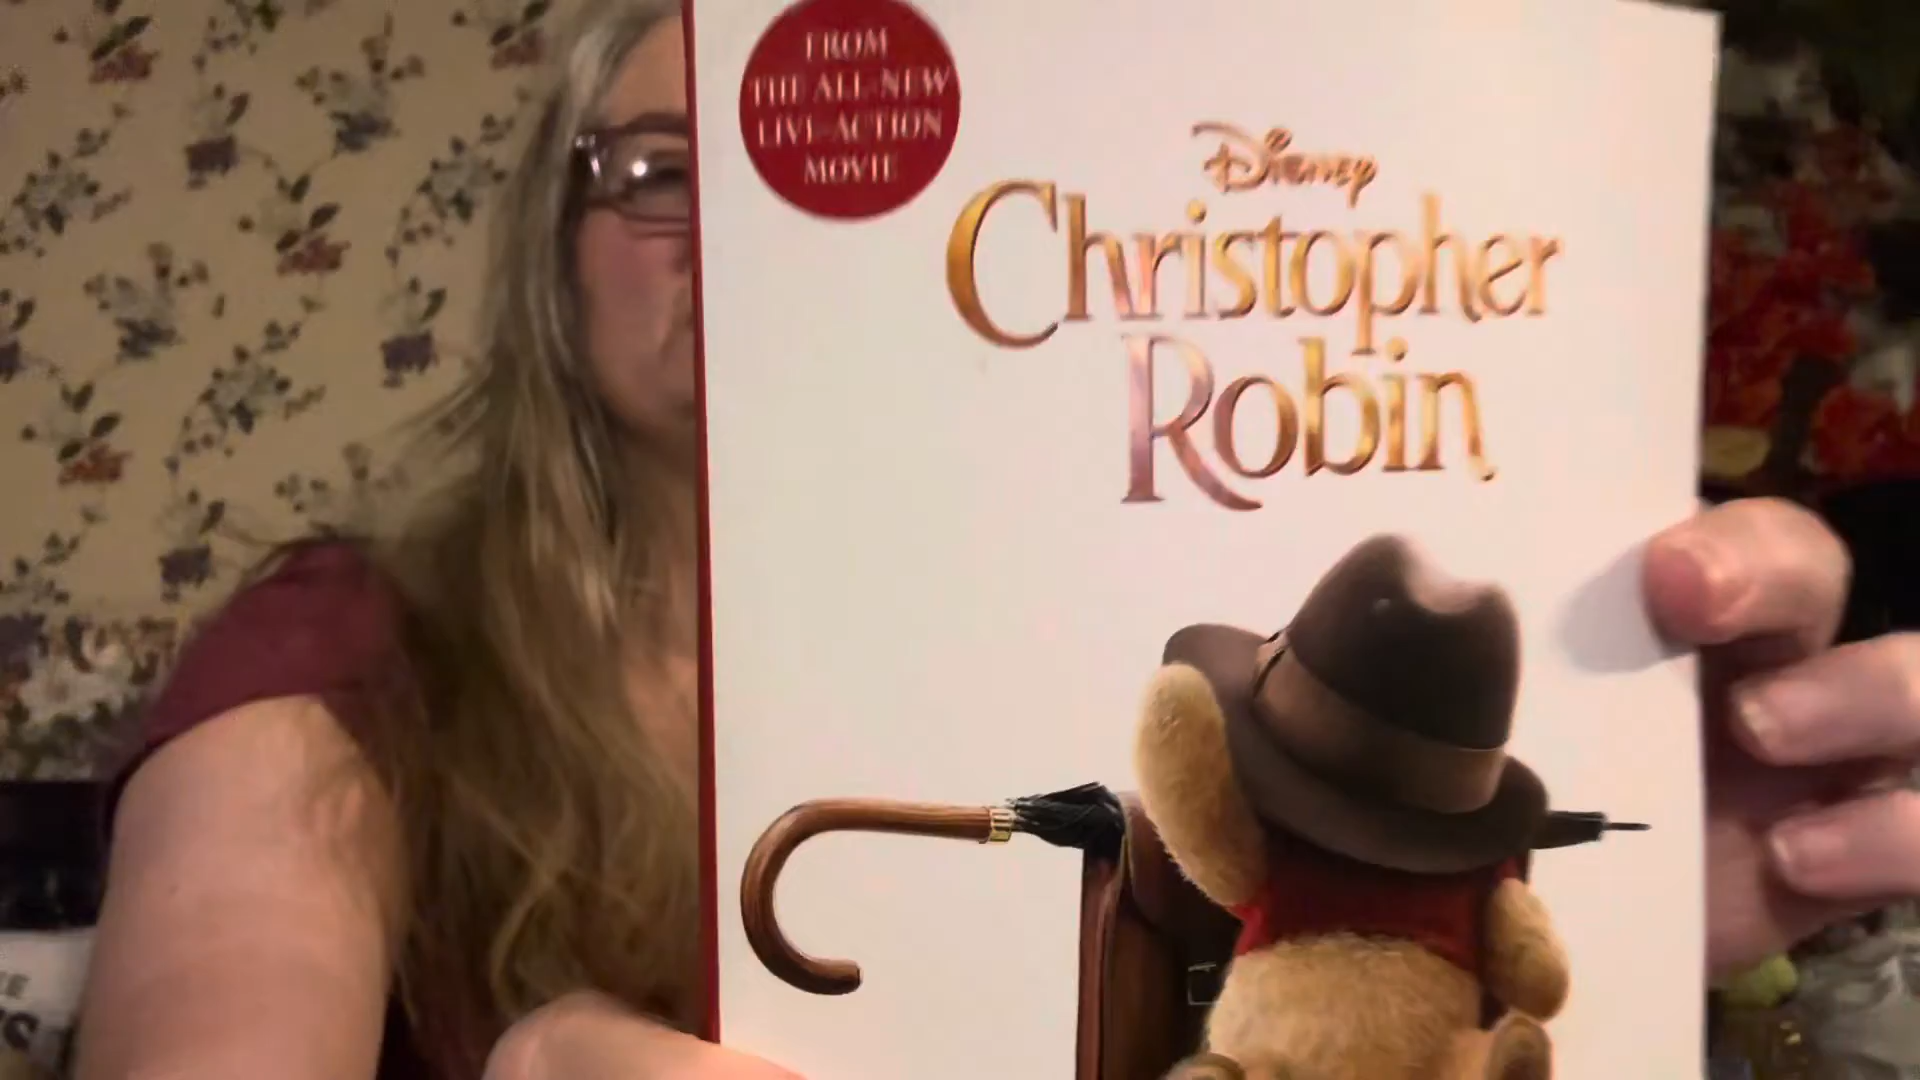 FROM
THE ALL-NEW
LIVE-ACTION
MOVIE
Disney
Christopher
Robin